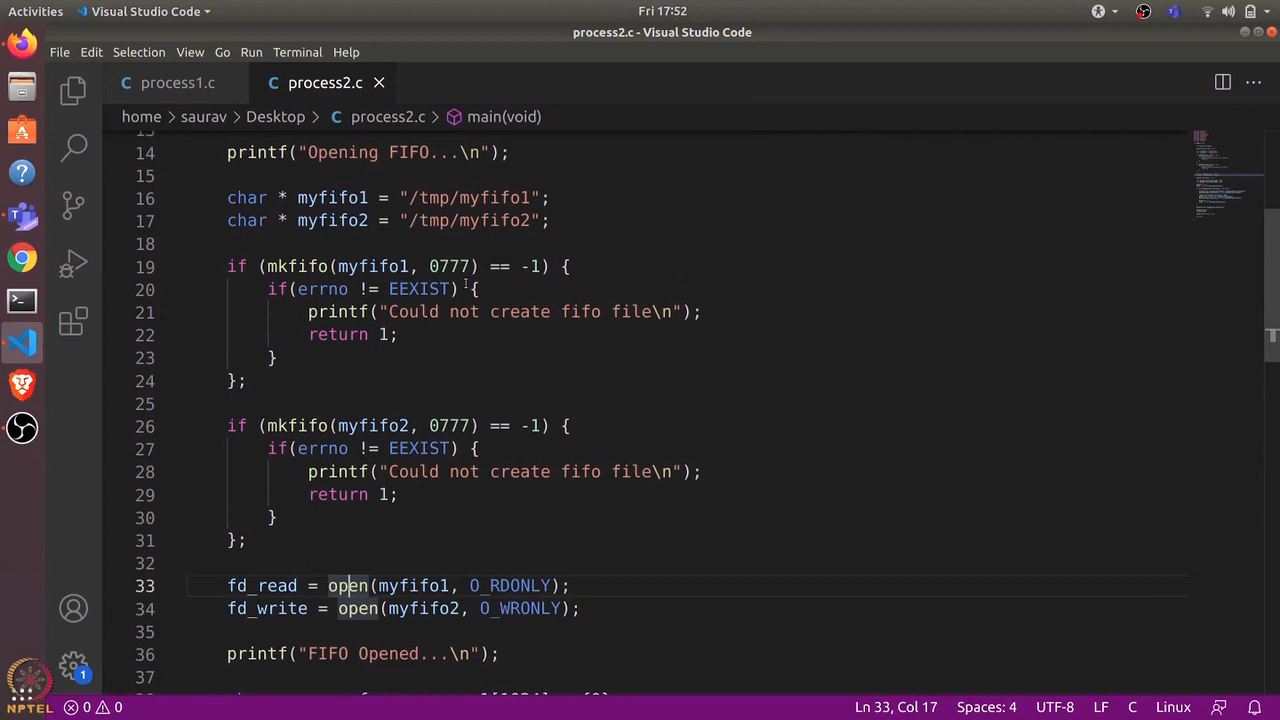 Activities Visual Studio Code Fri 17:52
process2.c - Visual Studio Code
File Edit Selection View Go Run Terminal Help
process1.c process2.c
home > saurav > Desktop > C process2.c > main(void)
14 printf("Opening FIFO...\n");
15
16 char * myfifo1 = "/tmp/myfifo1";
17 char * myfifo2 = "/tmp/myfifo2";
18
19 if (mkfifo(myfifo1, 0777) == -1) {
20 if(errno != EEXIST) {
21 printf("Could not create fifo file\n");
22 return 1;
23 }
24 };
25
26 if (mkfifo(myfifo2, 0777) == -1) {
27 if(errno != EEXIST) {
28 printf("Could not create fifo file\n");
29 return 1;
30 }
31 };
32
33 fd_read = open(myfifo1, O_RDONLY);
34 fd_write = open(myfifo2, O_WRONLY);
35
36 printf("FIFO Opened...\n");
37
1
NPTEL
0 0 Ln 33, Col 17 Spaces: 4 UTF-8 LF C Linux